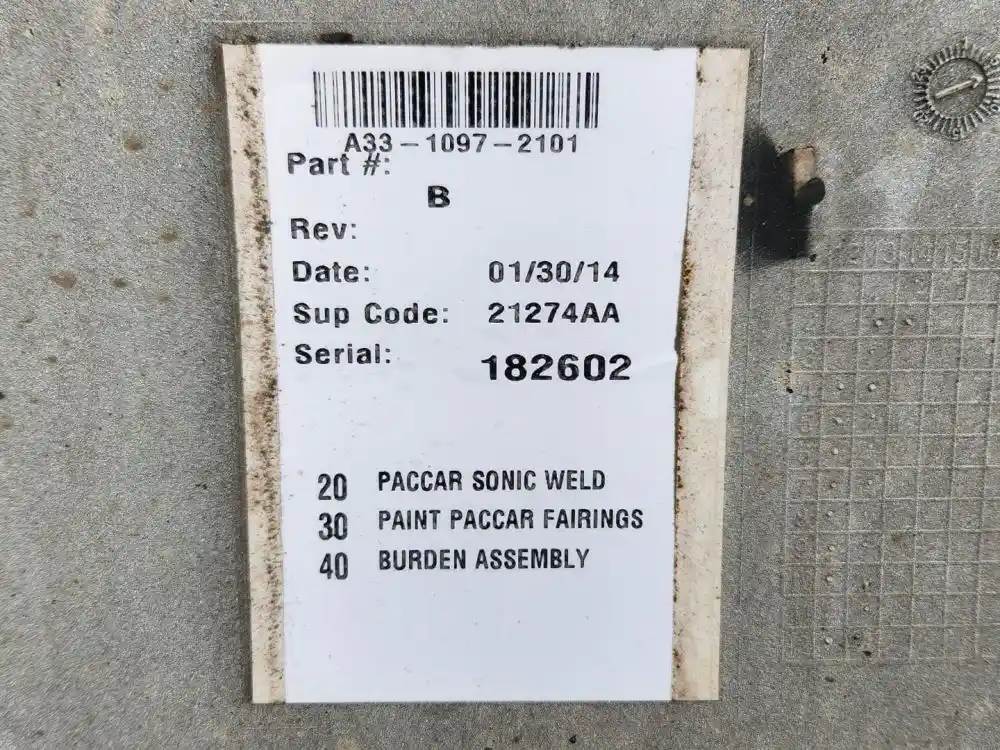 A33-1097-2101
Part #:
B
Rev:
Date: 01/30/14
Sup Code: 21274AA
Serial: 182602
20 PACCAR SONIC WELD
30 PAINT PACCAR FAIRINGS
40 BURDEN ASSEMBLY